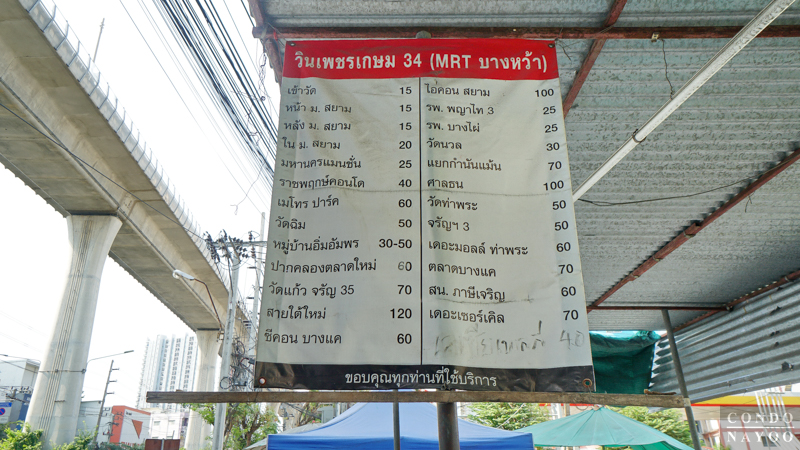 วินเพชรเกษม 34 (MRT บางหว้า)
เข้าวัด 15
หน้า ม. สยาม 15
หลัง ม. สยาม 15
ใน ม. สยาม 20
มหานครแมนชั่น 25
ราชพฤกษ์คอนโด 40
เมโทร ปาร์ค 60
วัดฉิม 50
หมู่บ้านอิ่มอัมพร 30-50
ปากคลองตลาดใหม่ 60
วัดแก้ว จรัญ 35 70
สายใต้ใหม่ 120
ซีคอน บางแค 60
ไอ่คอน สยาม 100
รพ. พญาไท 3 25
รพ. บางไผ่ 25
วัดนวล 30
แยกกำนันแม้น 70
ศาลธน 100
วัดท่าพระ 50
จรัญฯ 3 50
เดอะมอลล์ ท่าพระ 60
ตลาดบางแค 70
สน. ภาษีเจริญ 60
เดอะเซอร์เคิล 70
40
ขอบคุณทุกท่านที่ใช้บริการ
CONDO
NAYOO